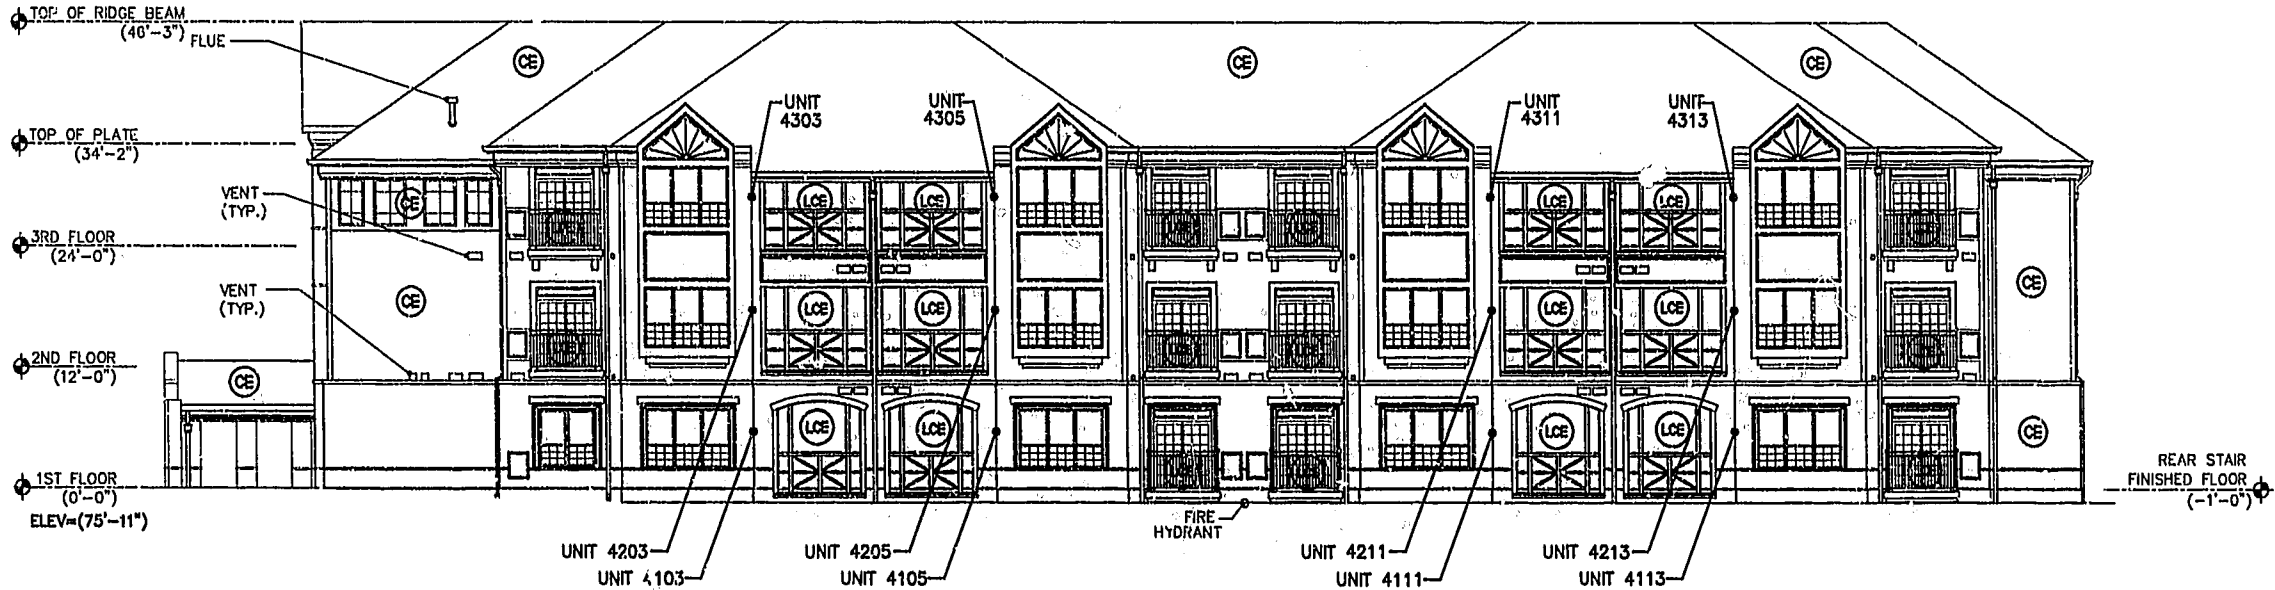 TOP OF RIDGE BEAM
(46'-3")
FLUE
CE
CE
CE
UNIT
4303
UNIT
4305
UNIT
4311
UNIT
4313
TOP OF PLATE
(34'-2")
VENT
(TYP.)
CE
LCE
LCE
LCE
LCE
3RD FLOOR
(24'-0")
VENT
(TYP.)
CE
LCE
LCE
LCE
LCE
CE
2ND FLOOR
(12'-0")
CE
LCE
LCE
LCE
LCE
CE
1ST FLOOR
(0'-0")
ELEV=(75'-11")
REAR STAIR
FINISHED FLOOR
(-1'-0")
FIRE
HYDRANT
UNIT 4203
UNIT 4103
UNIT 4205
UNIT 4105
UNIT 4211
UNIT 4111
UNIT 4213
UNIT 4113